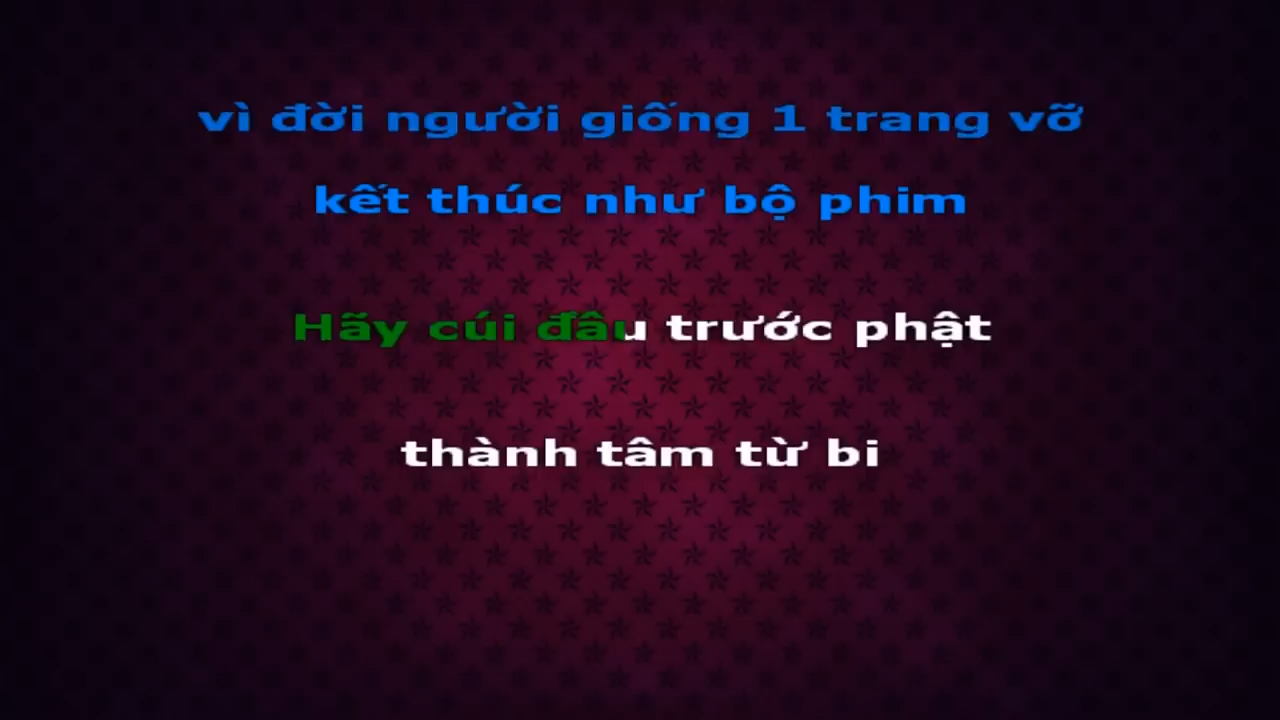 vì đời người giống 1 trang vỡ
kết thúc như bộ phim
Hãy cúi đâu trước phật
thành tâm từ bi